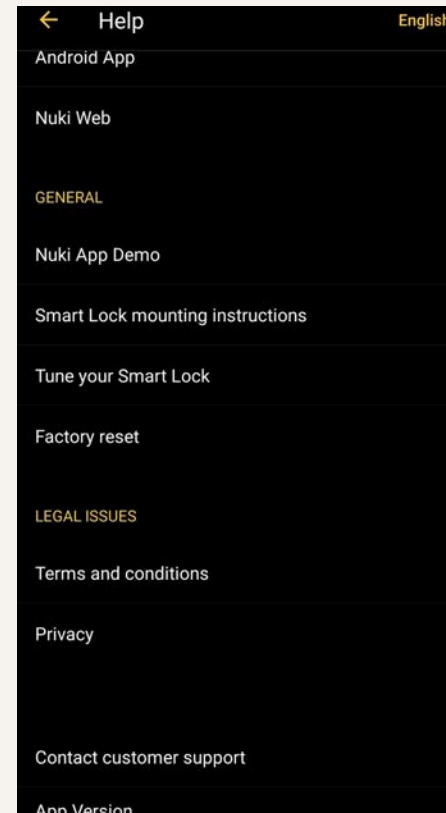 Help
English
Android App
Nuki Web
GENERAL
Nuki App Demo
Smart Lock mounting instructions
Tune your Smart Lock
Factory reset
LEGAL ISSUES
Terms and conditions
Privacy
Contact customer support
App Version